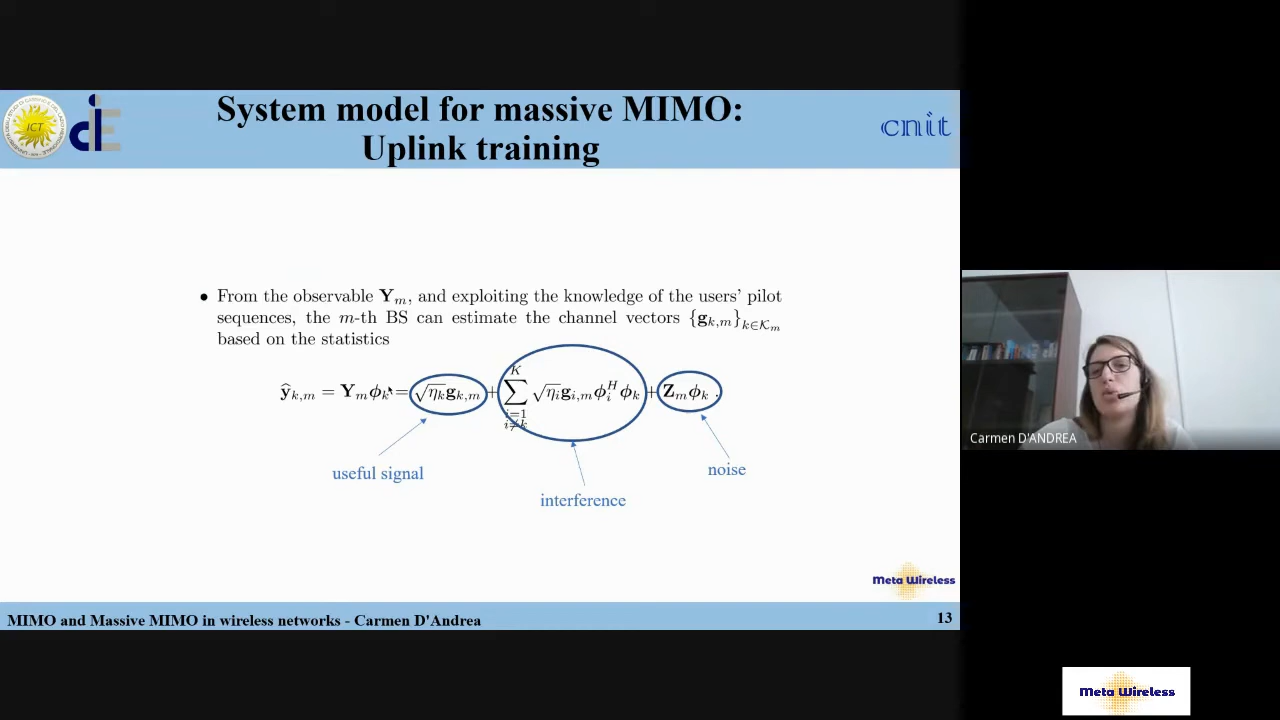 System model for massive MIMO:
Uplink training
ICT
diE
cnit
• From the observable Y_m, and exploiting the knowledge of the users' pilot
sequences, the m-th BS can estimate the channel vectors {g_{k,m}}_{k∈𝒦_m}
based on the statistics
ŷ_{k,m} = Y_m ϕ_k = √η_k g_{k,m} + ∑_{i=1, i≠k}^{K} √η_i g_{i,m} ϕ_i^H ϕ_k + Z_m ϕ_k .
useful signal
interference
noise
Meta Wireless
MIMO and Massive MIMO in wireless networks - Carmen D'Andrea
13
Carmen D'ANDREA
Meta Wireless